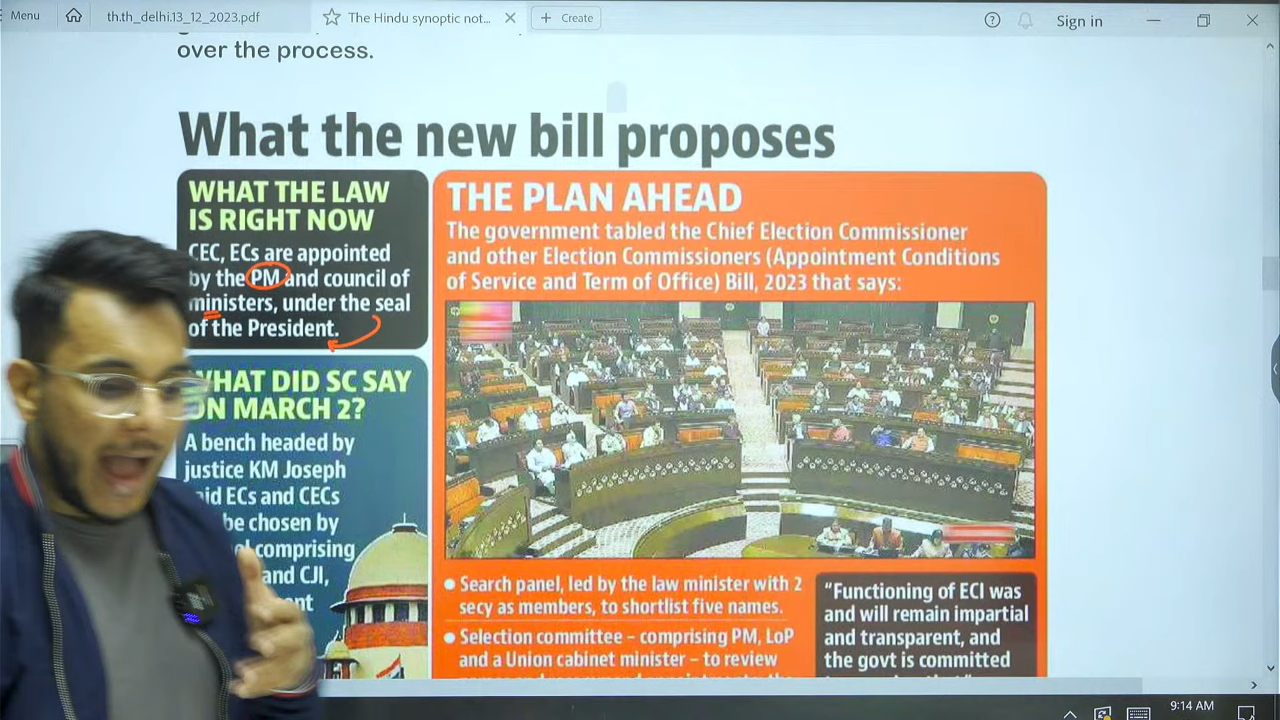 Menu
th.th_delhi.13_12_2023.pdf
The Hindu synoptic not...
Create
Sign in
over the process.
What the new bill proposes
WHAT THE LAW
IS RIGHT NOW
CEC, ECs are appointed
by the PM and council of
ministers, under the seal
of the President.
WHAT DID SC SAY
ON MARCH 2?
A bench headed by
justice KM Joseph
said ECs and CECs
be chosen by
comprising
and CJI,
THE PLAN AHEAD
The government tabled the Chief Election Commissioner
and other Election Commissioners (Appointment Conditions
of Service and Term of Office) Bill, 2023 that says:
Search panel, led by the law minister with 2
secy as members, to shortlist five names.
Selection committee – comprising PM, LoP
and a Union cabinet minister – to review
"Functioning of ECI was
and will remain impartial
and transparent, and
the govt is committed
9:14 AM